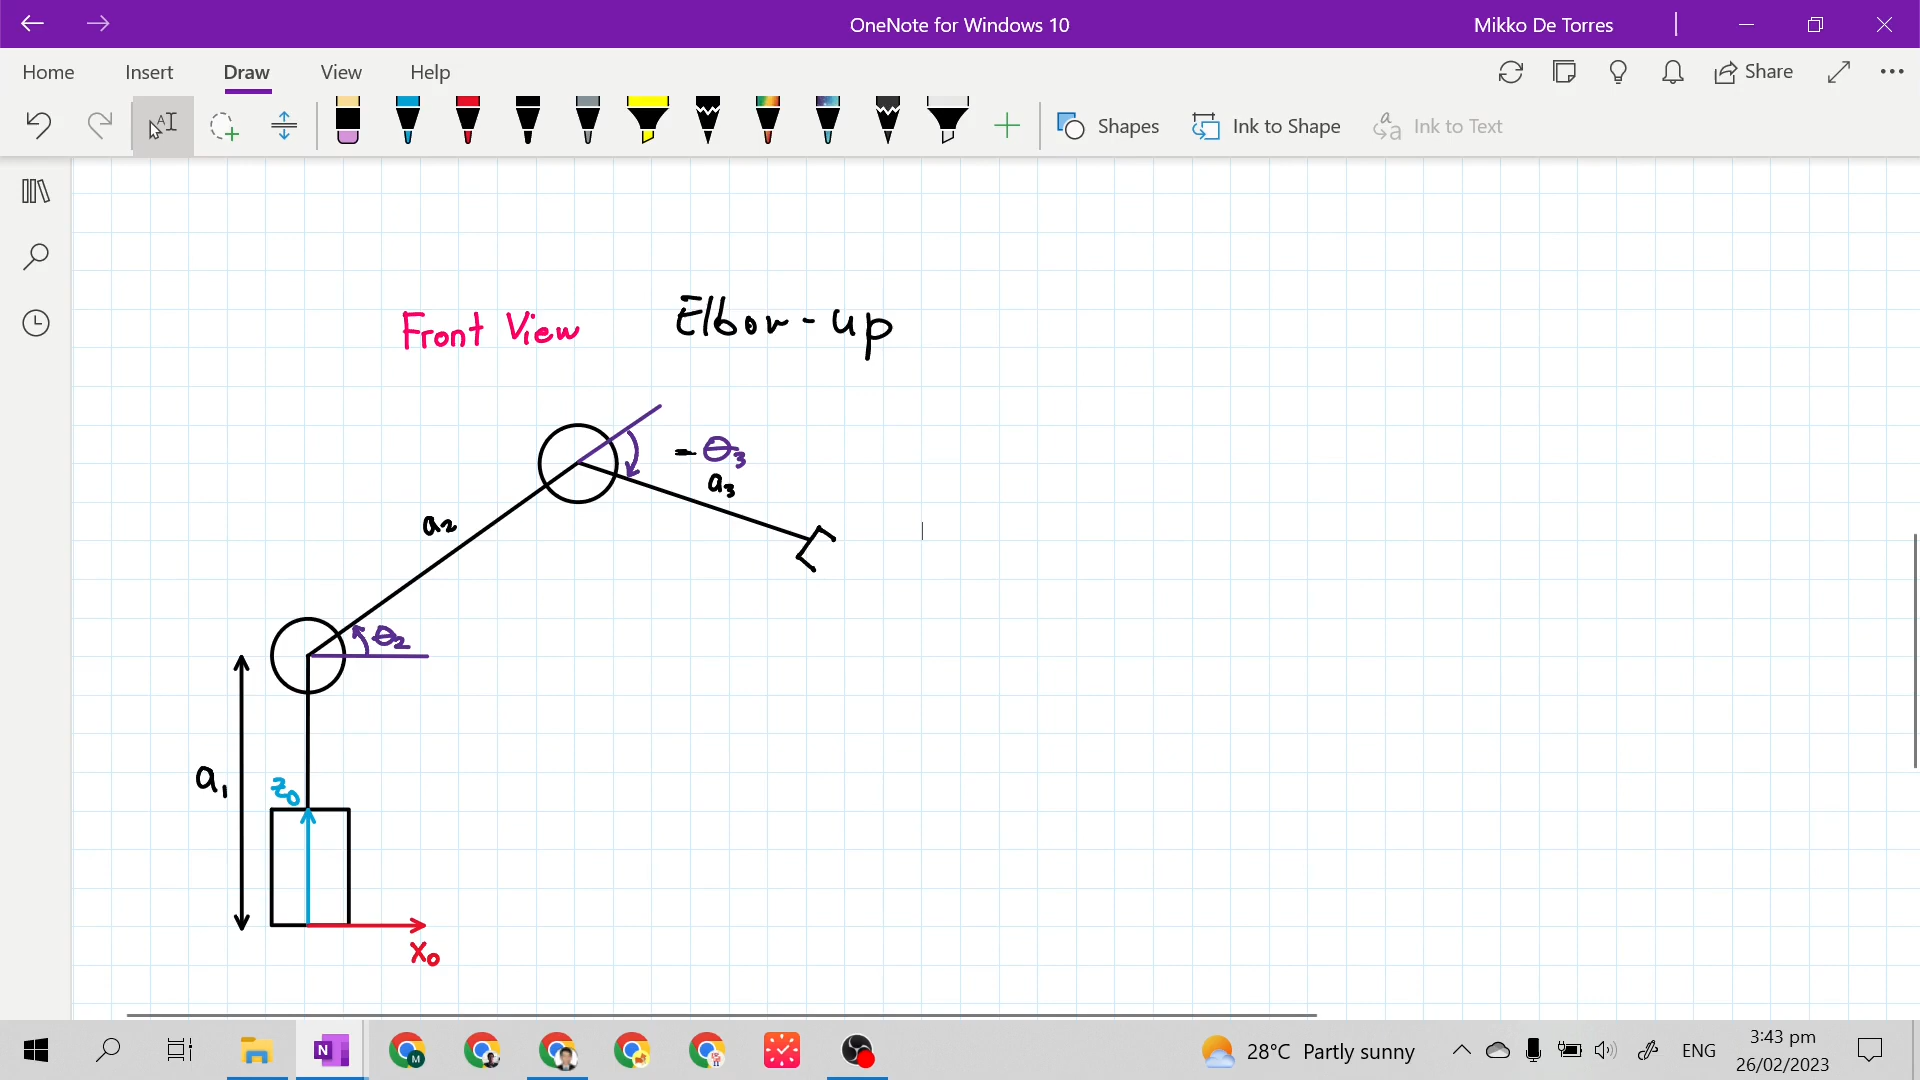 OneNote for Windows 10
Mikko De Torres
Home Insert Draw View Help
Share
Shapes Ink to Shape Ink to Text
Front View Elbow-up
- θ3
a3
a2
θ2
a1
z0
x0
28°C Partly sunny
ENG
3:43 pm
26/02/2023